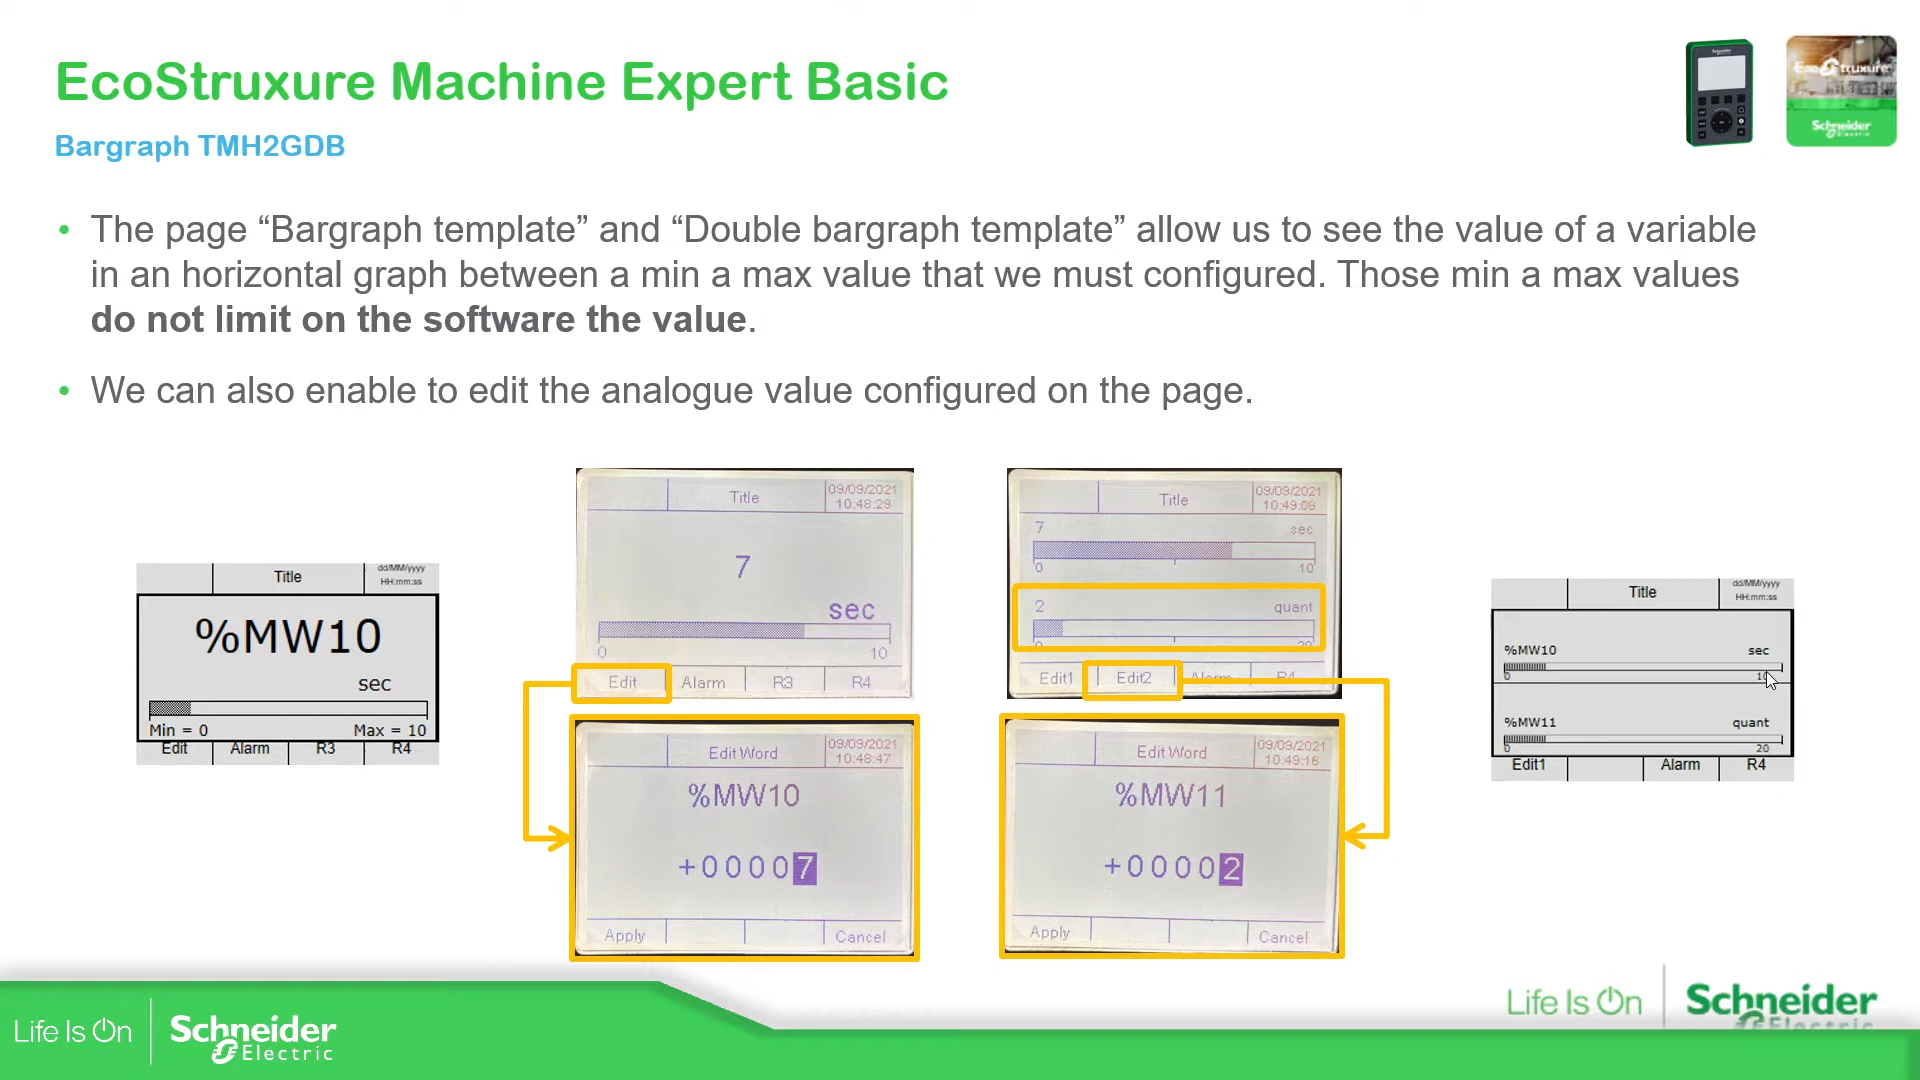 EcoStruxure Machine Expert Basic
Bargraph TMH2GDB
• The page “Bargraph template” and “Double bargraph template” allow us to see the value of a variable
in an horizontal graph between a min a max value that we must configured. Those min a max values
do not limit on the software the value.
• We can also enable to edit the analogue value configured on the page.
Title
dd/MM/yyyy
HH:mm:ss
%MW10
sec
Min = 0 Max = 10
Edit Alarm R3 R4
Title
09/09/2021
10:48:29
7
sec
0 10
Edit Alarm R3 R4
Edit Word
09/09/2021
10:48:47
%MW10
+00007
Apply Cancel
Title
09/09/2021
10:49:08
7 sec
0 10
2 quant
0 20
Edit1 Edit2 Alarm R4
Edit Word
09/09/2021
10:49:16
%MW11
+00002
Apply Cancel
Title
dd/MM/yyyy
HH:mm:ss
%MW10 sec
0 10
%MW11 quant
0 20
Edit1 Alarm R4
Schneider
EcoStruxure
Schneider
Electric
Life Is On
Schneider
Electric
Life Is On
Schneider
Electric